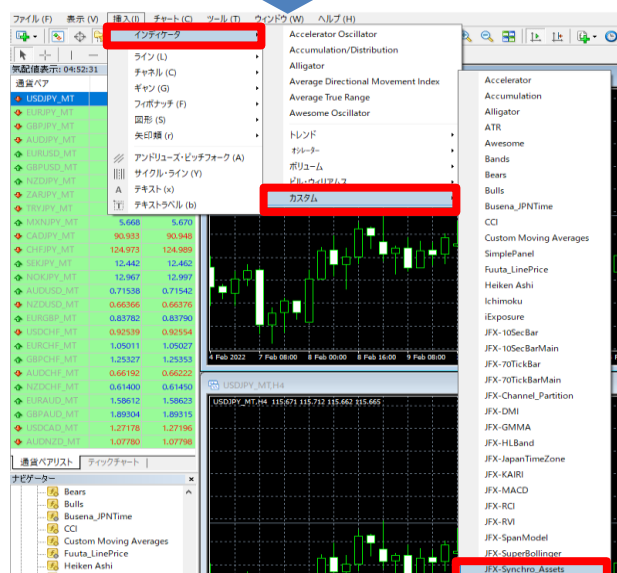 ファイル (F) 表示 (V) 挿入(I) チャート (C) ツール (T) ウィンドウ (W) ヘルプ (H)
インディケータ
ライン (L)
チャネル (C)
ギャン (G)
フィボナッチ (F)
図形 (S)
矢印類 (r)
アンドリューズ・ピッチフォーク (A)
サイクル・ライン (Y)
A テキスト (x)
T テキストラベル (b)
Accelerator Oscillator
Accumulation/Distribution
Alligator
Average Directional Movement Index
Average True Range
Awesome Oscillator
トレンド
オシレーター
ボリューム
ビル・ウィリアムス
カスタム
Accelerator
Accumulation
Alligator
ATR
Awesome
Bands
Bears
Bulls
Busena_JPNTime
CCI
Custom Moving Averages
SimplePanel
Fuuta_LinePrice
Heiken Ashi
Ichimoku
iExposure
JFX-10SecBar
JFX-10SecBarMain
JFX-70TickBar
JFX-70TickBarMain
JFX-Channel_Partition
JFX-DMI
JFX-GMMA
JFX-HLBand
JFX-JapanTimeZone
JFX-KAIRI
JFX-MACD
JFX-RCI
JFX-RVI
JFX-SpanModel
JFX-SuperBollinger
JFX-Synchro_Assets
気配値表示: 04:52:31
通貨ペア
USDJPY_MT
EURJPY_MT
GBPJPY_MT
AUDJPY_MT
EURUSD_MT
GBPUSD_MT
NZDJPY_MT
ZARJPY_MT
TRYJPY_MT
MXNJPY_MT 5.668 5.670
CADJPY_MT 90.933 90.948
CHFJPY_MT 124.973 124.989
SEKJPY_MT 12.442 12.462
NOKJPY_MT 12.967 12.997
AUDUSD_MT 0.71538 0.71542
NZDUSD_MT 0.66366 0.66376
EURGBP_MT 0.83782 0.83790
USDCHF_MT 0.92539 0.92554
EURCHF_MT 1.05011 1.05027
GBPCHF_MT 1.25327 1.25353
AUDCHF_MT 0.66192 0.66222
NZDCHF_MT 0.61400 0.61450
EURAUD_MT 1.58612 1.58623
GBPAUD_MT 1.89304 1.89315
USDCAD_MT 1.27178 1.27196
AUDNZD_MT 1.07780 1.07798
通貨ペアリスト ティックチャート
ナビゲーター
Bears
Bulls
Busena_JPNTime
CCI
Custom Moving Averages
Fuuta_LinePrice
Heiken Ashi
4 Feb 2022 7 Feb 08:00 8 Feb 00:00 8 Feb 16:00 9 Feb 08:00
USDJPY_MT,H4
USDJPY_MT,H4 115.671 115.712 115.662 115.665